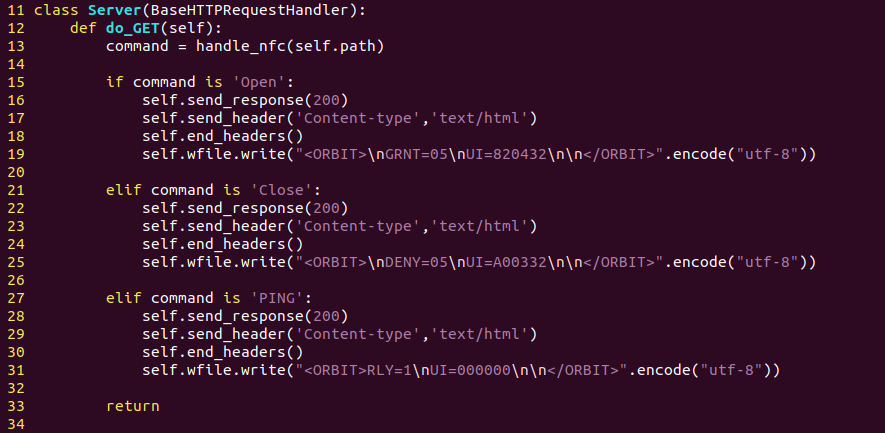 11 class Server(BaseHTTPRequestHandler):
12     def do_GET(self):
13         command = handle_nfc(self.path)
14
15         if command is 'Open':
16             self.send_response(200)
17             self.send_header('Content-type','text/html')
18             self.end_headers()
19             self.wfile.write("<ORBIT>\nGRNT=05\nUI=820432\n\n</ORBIT>".encode("utf-8"))
20
21         elif command is 'Close':
22             self.send_response(200)
23             self.send_header('Content-type','text/html')
24             self.end_headers()
25             self.wfile.write("<ORBIT>\nDENY=05\nUI=A00332\n\n</ORBIT>".encode("utf-8"))
26
27         elif command is 'PING':
28             self.send_response(200)
29             self.send_header('Content-type','text/html')
30             self.end_headers()
31             self.wfile.write("<ORBIT>RLY=1\nUI=000000\n\n</ORBIT>".encode("utf-8"))
32
33         return
34